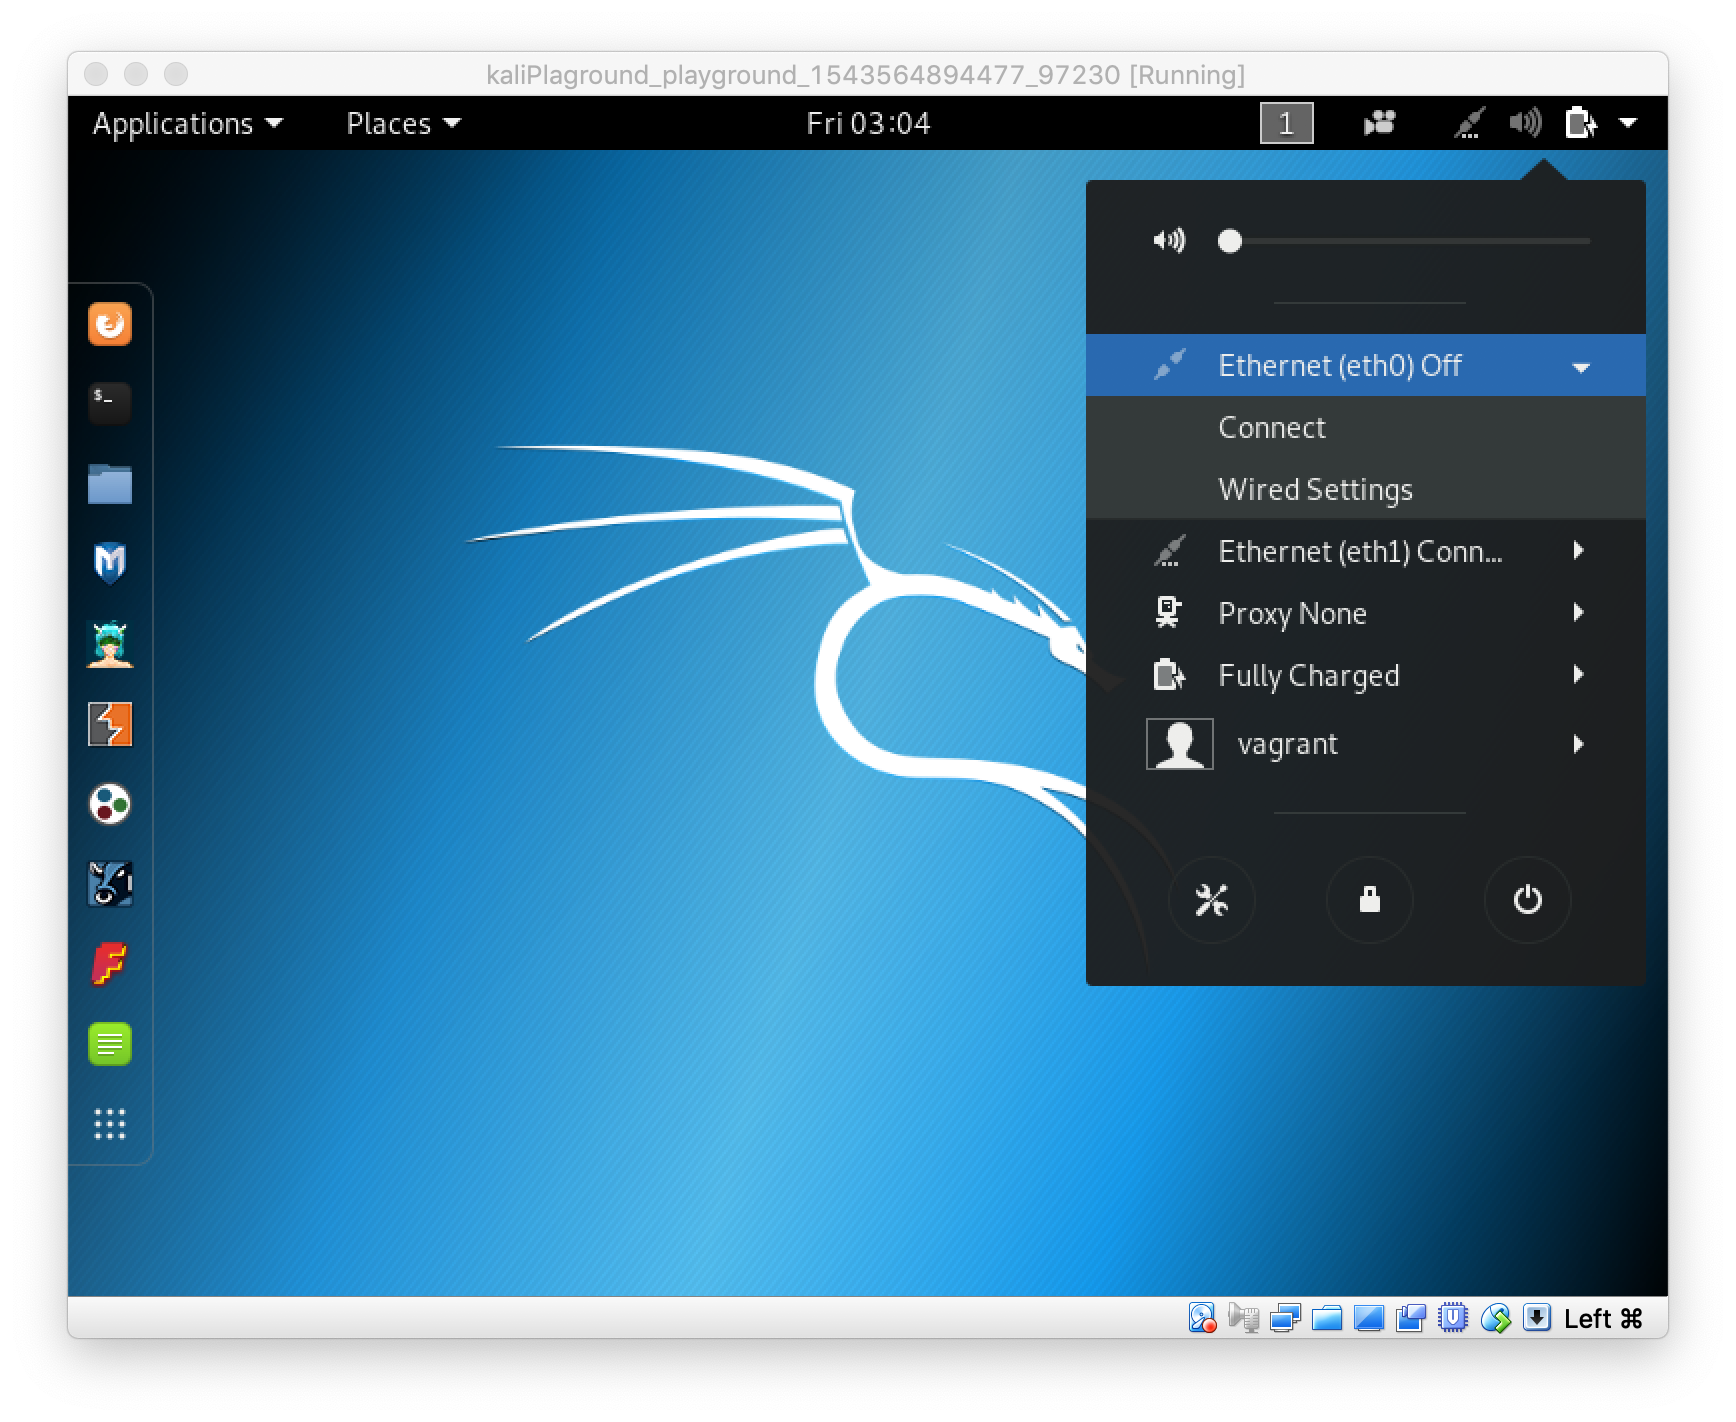 kaliPlaground_playground_1543564894477_97230 [Running]
Applications Places Fri 03:04 1
$_
Ethernet (eth0) Off
Connect
Wired Settings
Ethernet (eth1) Conn...
Proxy None
Fully Charged
vagrant
Left ⌘